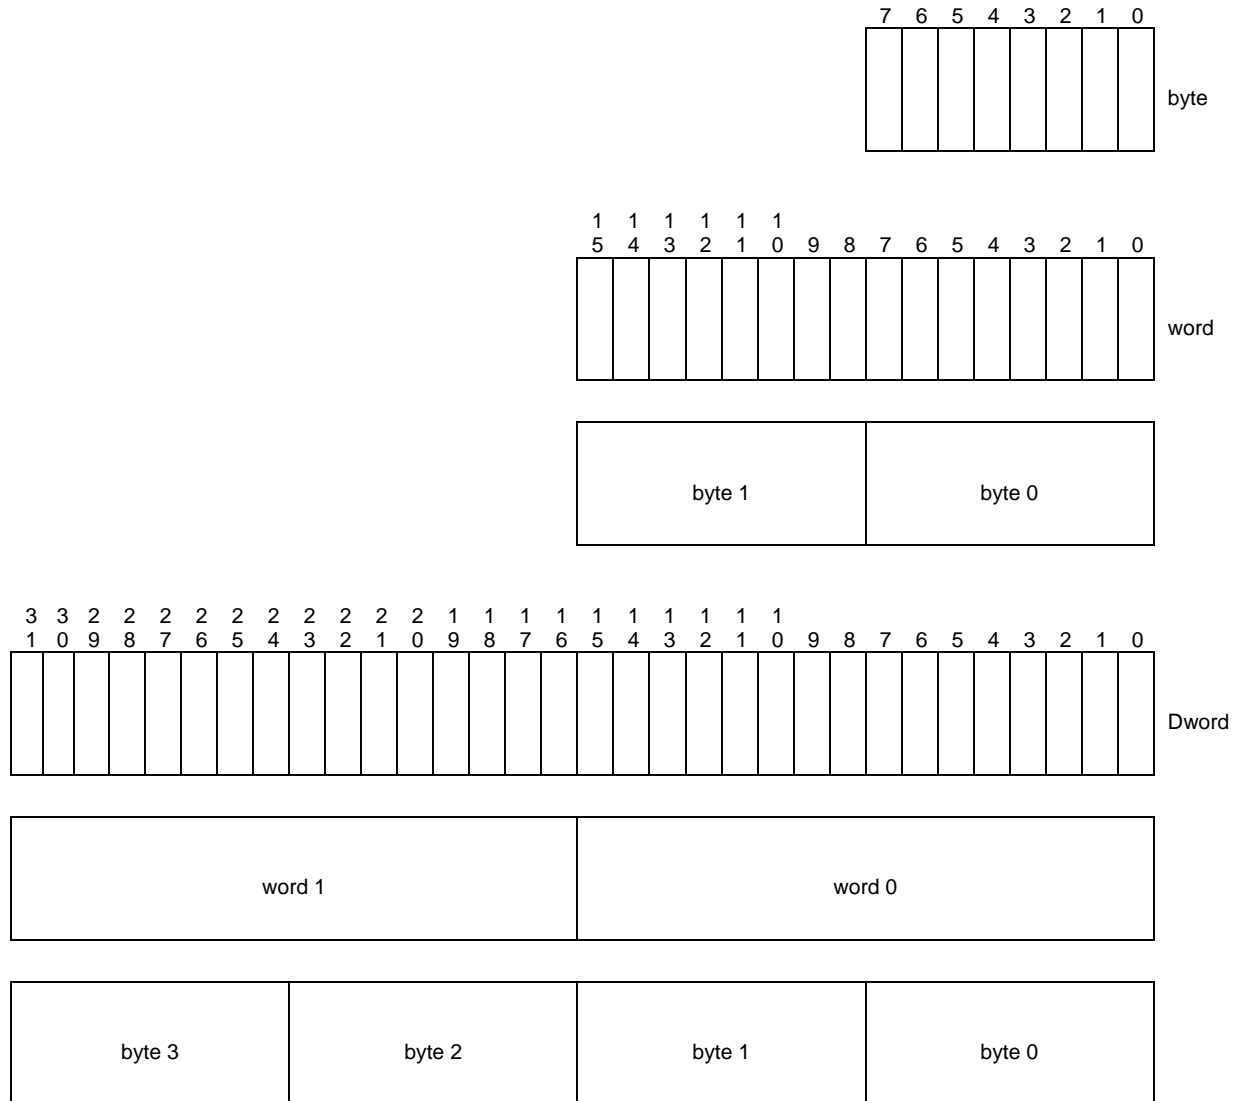 7 6 5 4 3 2 1 0
byte
1 1 1 1 1 1
5 4 3 2 1 0 9 8 7 6 5 4 3 2 1 0
word
byte 1 byte 0
3 3 2 2 2 2 2 2 2 2 2 2 1 1 1 1 1 1 1 1 1 1
1 0 9 8 7 6 5 4 3 2 1 0 9 8 7 6 5 4 3 2 1 0 9 8 7 6 5 4 3 2 1 0
Dword
word 1 word 0
byte 3 byte 2 byte 1 byte 0